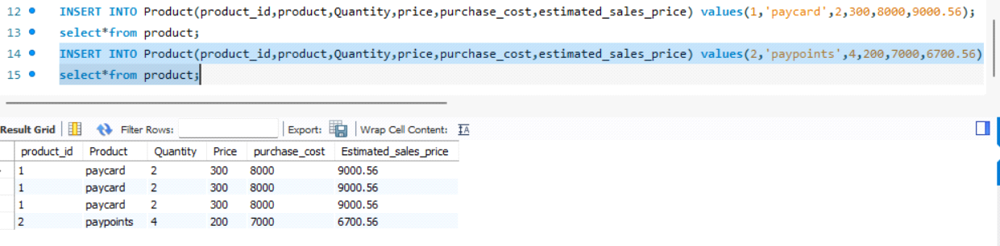 12 INSERT INTO Product(product_id,product,Quantity,price,purchase_cost,estimated_sales_price) values(1,'paycard',2,300,8000,9000.56);
13 select*from product;
14 INSERT INTO Product(product_id,product,Quantity,price,purchase_cost,estimated_sales_price) values(2,'paypoints',4,200,7000,6700.56)
15 select*from product;
Result Grid Filter Rows: Export: Wrap Cell Content: IA
product_id Product Quantity Price purchase_cost Estimated_sales_price
1 paycard 2 300 8000 9000.56
1 paycard 2 300 8000 9000.56
1 paycard 2 300 8000 9000.56
2 paypoints 4 200 7000 6700.56